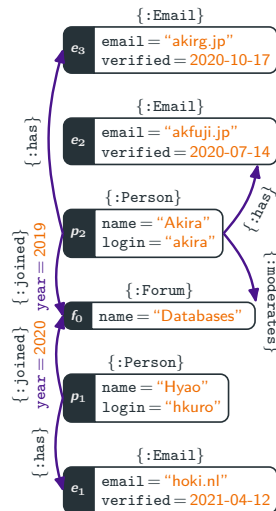 {:Email}
e3
email = “akirg.jp”
verified = 2020-10-17
{:has}
{:Email}
e2
email = “akfuji.jp”
verified = 2020-07-14
{:has}
{:Person}
p2
name = “Akira”
login = “akira”
{:joined}
year = 2019
{:moderates}
{:Forum}
f0
name = “Databases”
{:joined}
year = 2020
{:Person}
p1
name = “Hyao”
login = “hkuro”
{:has}
{:Email}
e1
email = “hoki.nl”
verified = 2021-04-12